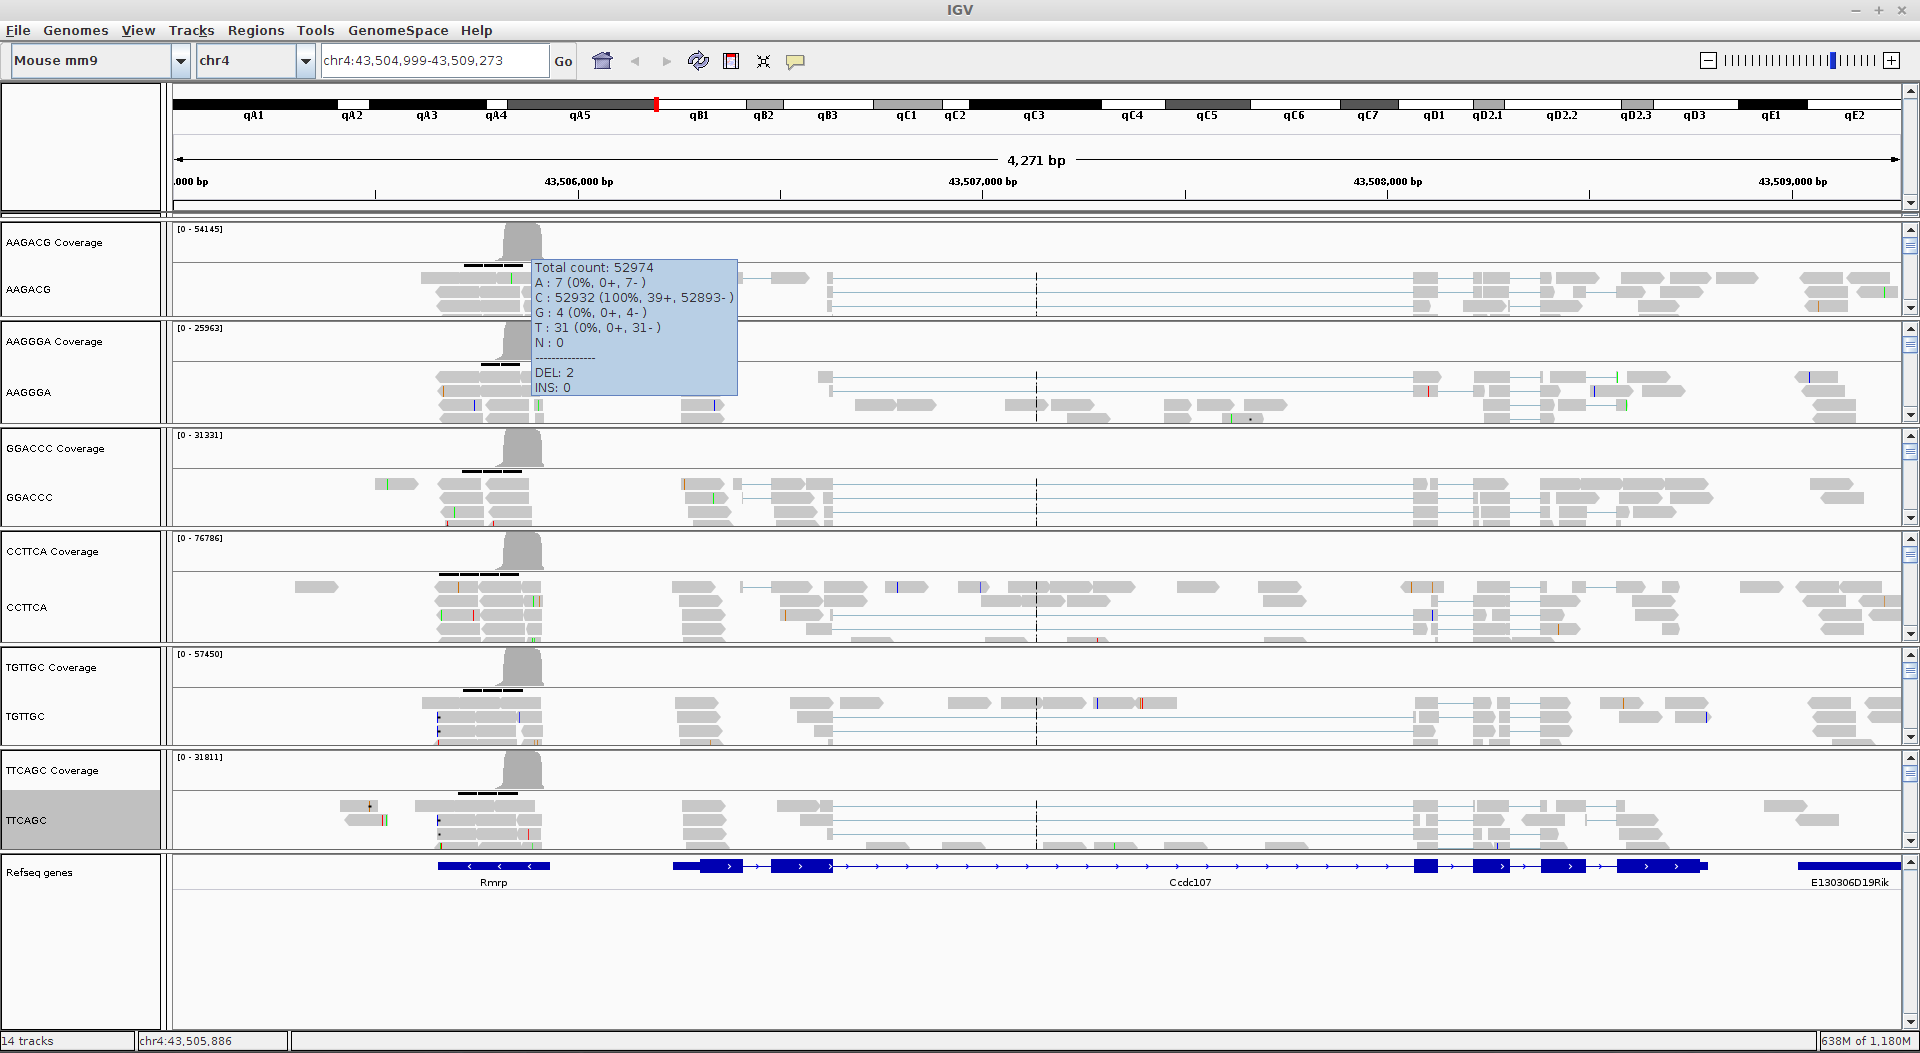 IGV
File Genomes View Tracks Regions Tools GenomeSpace Help
Mouse mm9 chr4 chr4:43,504,999-43,509,273 Go
qA1 qA2 qA3 qA4 qA5 qB1 qB2 qB3 qC1 qC2 qC3 qC4 qC5 qC6 qC7 qD1 qD2.1 qD2.2 qD2.3 qD3 qE1 qE2
4,271 bp
.000 bp 43,506,000 bp 43,507,000 bp 43,508,000 bp 43,509,000 bp
[0 - 54145]
AAGACG Coverage
AAGACG
Total count: 52974
A : 7 (0%, 0+, 7- )
C : 52932 (100%, 39+, 52893- )
G : 4 (0%, 0+, 4- )
T : 31 (0%, 0+, 31- )
N : 0
---------------
DEL: 2
INS: 0
[0 - 25963]
AAGGGA Coverage
AAGGGA
[0 - 31331]
GGACCC Coverage
GGACCC
[0 - 76786]
CCTTCA Coverage
CCTTCA
[0 - 57450]
TGTTGC Coverage
TGTTGC
[0 - 31811]
TTCAGC Coverage
TTCAGC
Refseq genes
Rmrp Ccdc107 E130306D19Rik
14 tracks chr4:43,505,886 638M of 1,180M